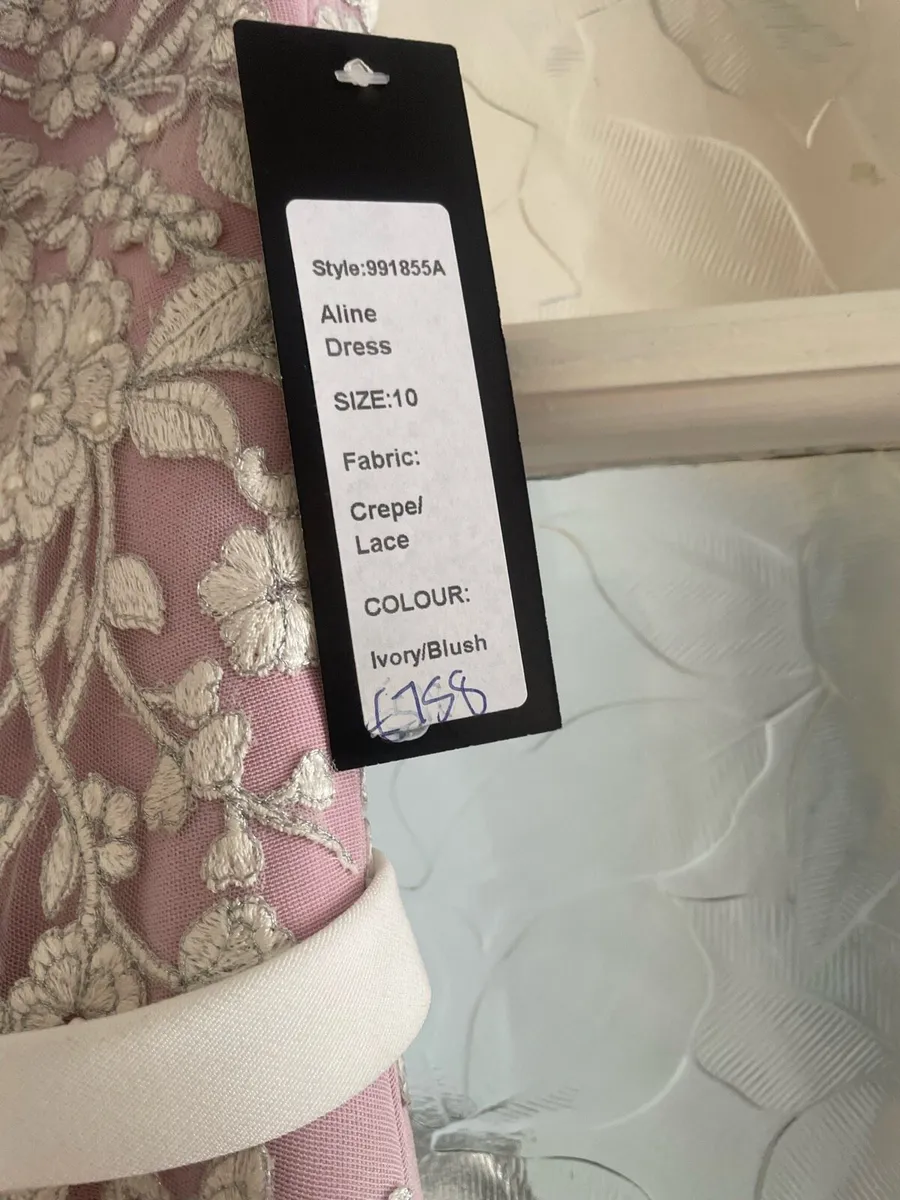 Style:991855A
Aline
Dress
SIZE:10
Fabric:
Crepe/
Lace
COLOUR:
Ivory/Blush
£758